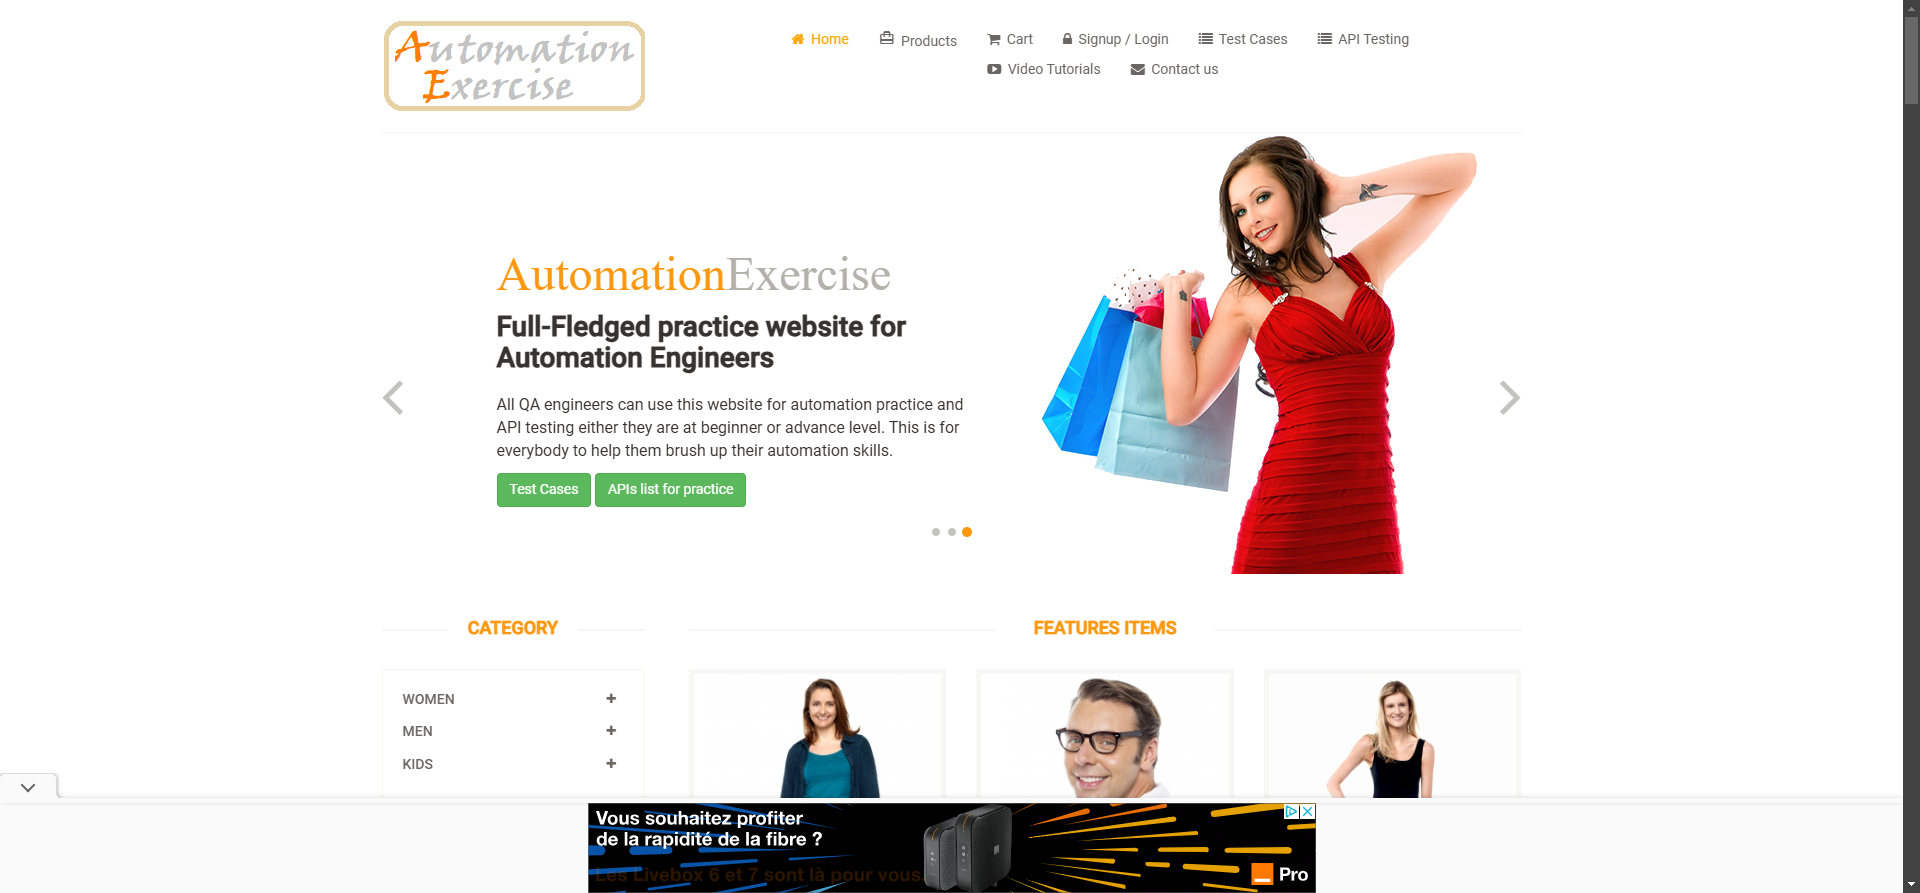 Automation
Exercise
Home
Products
Cart
Signup / Login
Test Cases
API Testing
Video Tutorials
Contact us
AutomationExercise
Full-Fledged practice website for
Automation Engineers
All QA engineers can use this website for automation practice and
API testing either they are at beginner or advance level. This is for
everybody to help them brush up their automation skills.
Test Cases
APIs list for practice
CATEGORY
WOMEN
MEN
KIDS
FEATURES ITEMS
Vous souhaitez profiter
de la rapidité de la fibre ?
Les Livebox 6 et 7 sont là pour vous.
Pro